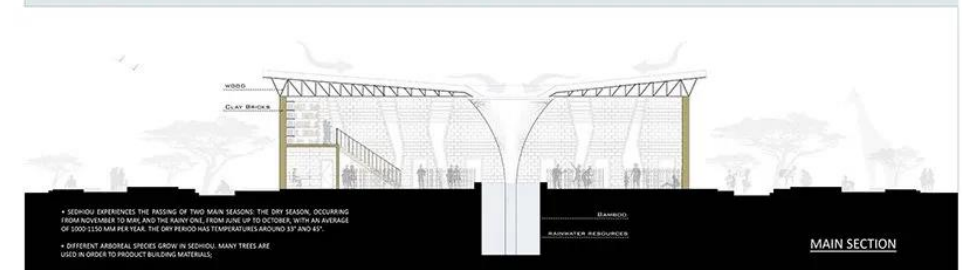 WOOD
CLAY BRICKS
BAMBOO
RAINWATER RESOURCES
• SEDHIOU EXPERIENCES THE PASSING OF TWO MAIN SEASONS: THE DRY SEASON, OCCURING
FROM NOVEMBER TO MAY, AND THE RAINY ONE, FROM JUNE UP TO OCTOBER, WITH AN AVERAGE
OF 1000-1150 MM PER YEAR. THE DRY PERIOD HAS TEMPERATURES AROUND 33° AND 45°.
• DIFFERENT ARBOREAL SPECIES GROW IN SEDHIOU. MANY TREES ARE
USED IN ORDER TO PRODUCT BUILDING MATERIALS;
MAIN SECTION